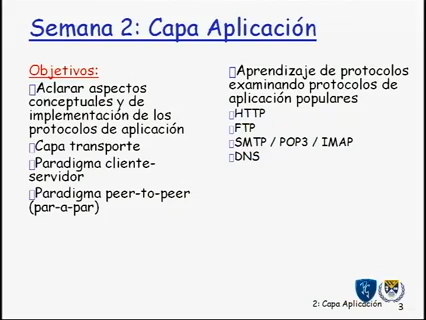 Semana 2: Capa Aplicación
Objetivos:
Aclarar aspectos
conceptuales y de
implementación de los
protocolos de aplicación
Capa transporte
Paradigma cliente-
servidor
Paradigma peer-to-peer
(par-a-par)
Aprendizaje de protocolos
examinando protocolos de
aplicación populares
HTTP
FTP
SMTP / POP3 / IMAP
DNS
2: Capa Aplicación
3